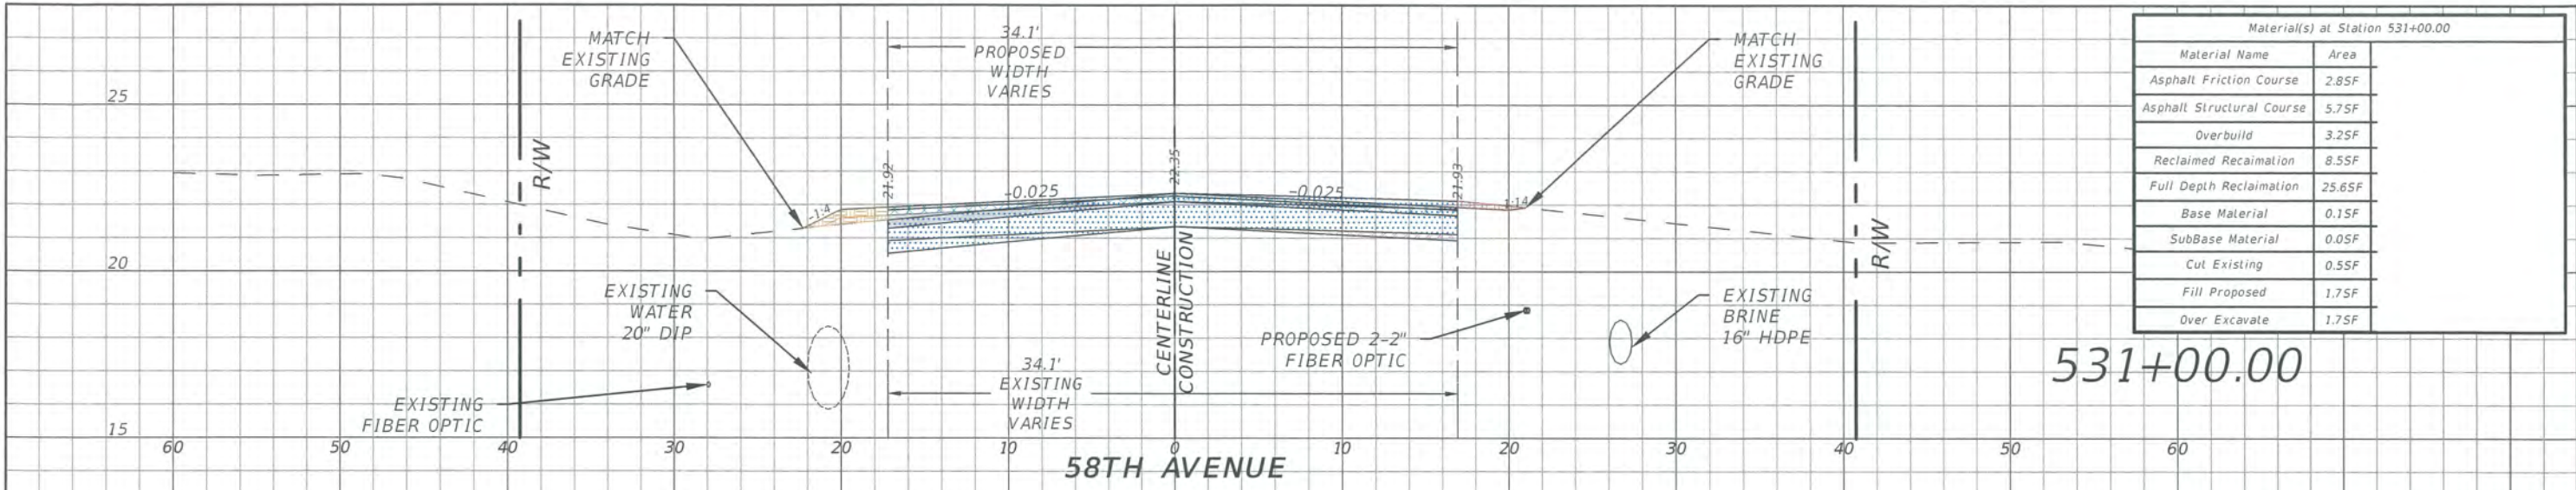 MATCH
EXISTING
GRADE
34.1'
PROPOSED
WIDTH
VARIES
MATCH
EXISTING
GRADE
Material(s) at Station 531+00.00
Material Name Area
Asphalt Friction Course 2.8SF
Asphalt Structural Course 5.7SF
Overbuild 3.2SF
Reclaimed Recaimation 8.5SF
Full Depth Reclaimation 25.6SF
Base Material 0.1SF
SubBase Material 0.0SF
Cut Existing 0.5SF
Fill Proposed 1.7SF
Over Excavate 1.7SF
25
R/W
21.92
22.35
21.93
-1:4
-0.025
-0.025
1:14
20
R/W
EXISTING
WATER
20" DIP
CENTERLINE
CONSTRUCTION
PROPOSED 2-2"
FIBER OPTIC
EXISTING
BRINE
16" HDPE
531+00.00
34.1'
EXISTING
WIDTH
VARIES
EXISTING
FIBER OPTIC
15
60 50 40 30 20 10 0 10 20 30 40 50 60
58TH AVENUE